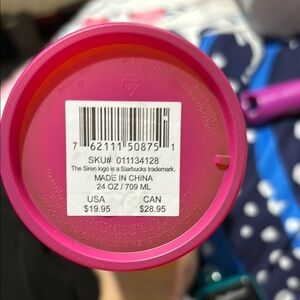 7 62111 50875 1
SKU# 011134128
The Siren logo is a Starbucks trademark.
MADE IN CHINA
24 OZ / 709 ML
USA CAN
$19.95 $28.95